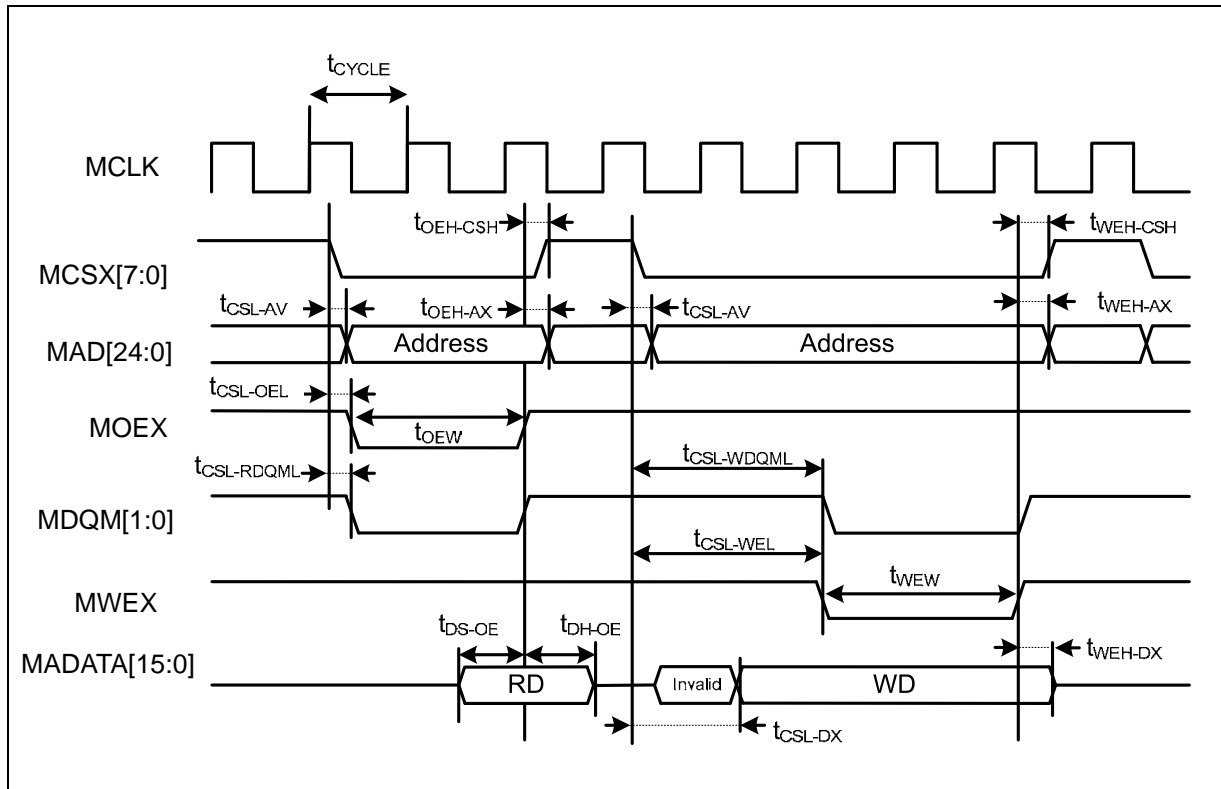 tCYCLE
MCLK
tOEH-CSH
tWEH-CSH
MCSX[7:0]
tCSL-AV
tOEH-AX
tCSL-AV
tWEH-AX
MAD[24:0]
Address
Address
tCSL-OEL
MOEX
tOEW
tCSL-RDQML
tCSL-WDQML
MDQM[1:0]
tCSL-WEL
tWEW
MWEX
tDS-OE
tDH-OE
MADATA[15:0]
tWEH-DX
RD
Invalid
WD
tCSL-DX